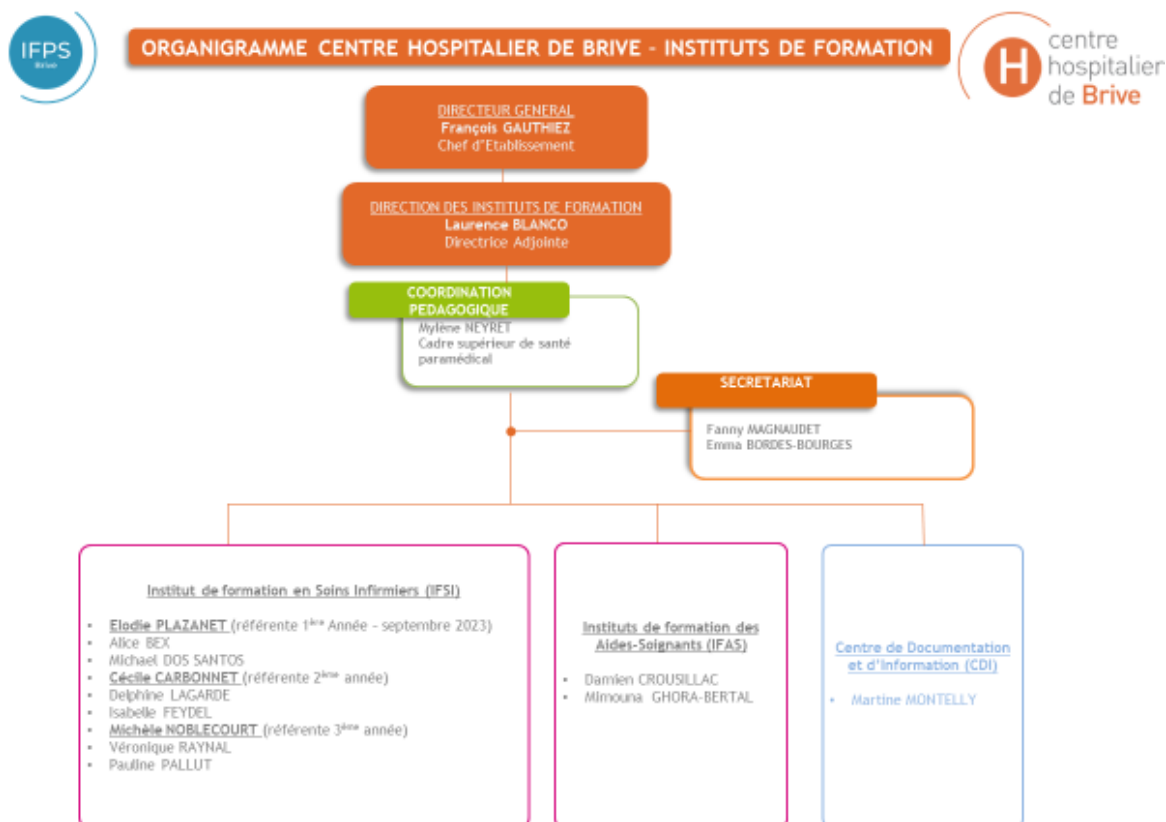 IFPS
Brive
ORGANIGRAMME CENTRE HOSPITALIER DE BRIVE - INSTITUTS DE FORMATION
H
centre
hospitalier
de Brive
DIRECTEUR GENERAL
François GAUTHIEZ
Chef d'Etablissement
DIRECTION DES INSTITUTS DE FORMATION
Laurence BLANCO
Directrice Adjointe
COORDINATION
PEDAGOGIQUE
Mylène NEYRET
Cadre supérieur de santé
paramédical
SECRETARIAT
Fanny MAGNAUDET
Emma BORDES-BOURGES
Institut de formation en Soins Infirmiers (IFSI)
• Elodie PLAZANET (référente 1ère Année – septembre 2023)
• Alice BEX
• Michael DOS SANTOS
• Cécile CARBONNET (référente 2ème année)
• Delphine LAGARDE
• Isabelle FEYDEL
• Michèle NOBLECOURT (référente 3ème année)
• Véronique RAYNAL
• Pauline PALLUT
Instituts de formation des
Aides-Soignants (IFAS)
• Damien CROUSILLAC
• Mimouna GHORA-BERTAL
Centre de Documentation
et d'Information (CDI)
• Martine MONTELLY